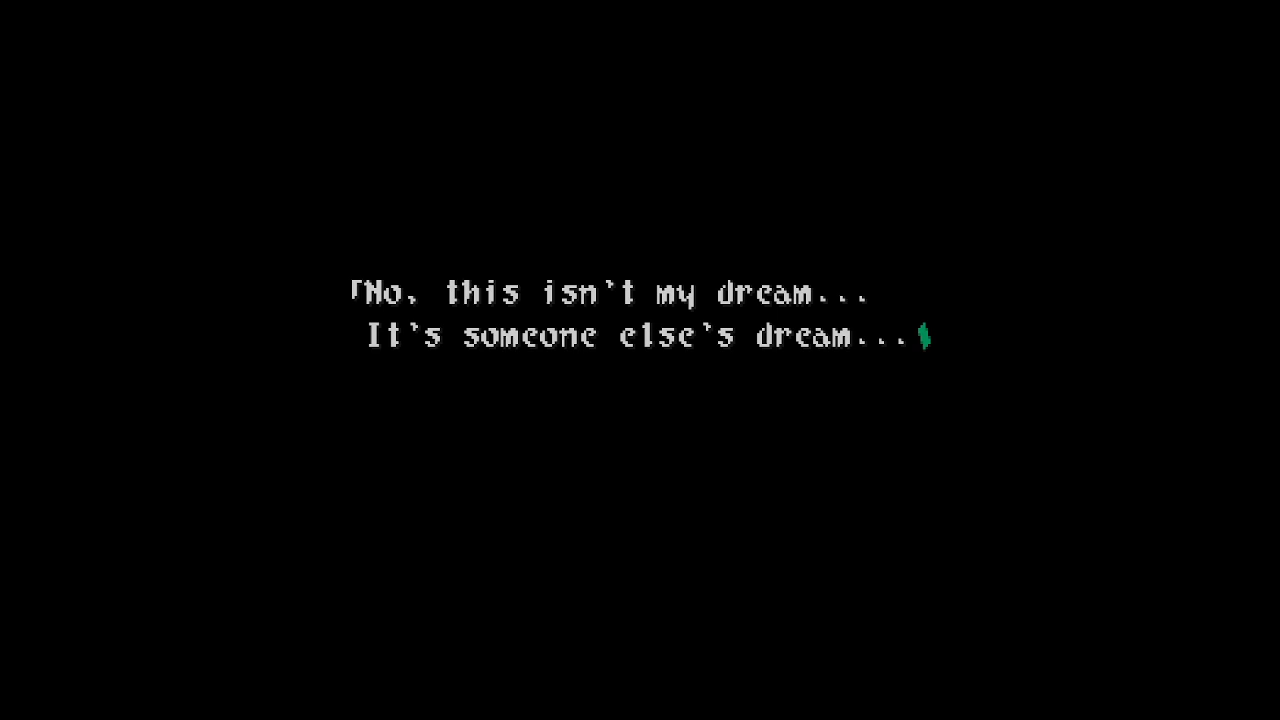 「No, this isn't my dream...
It's someone else's dream...